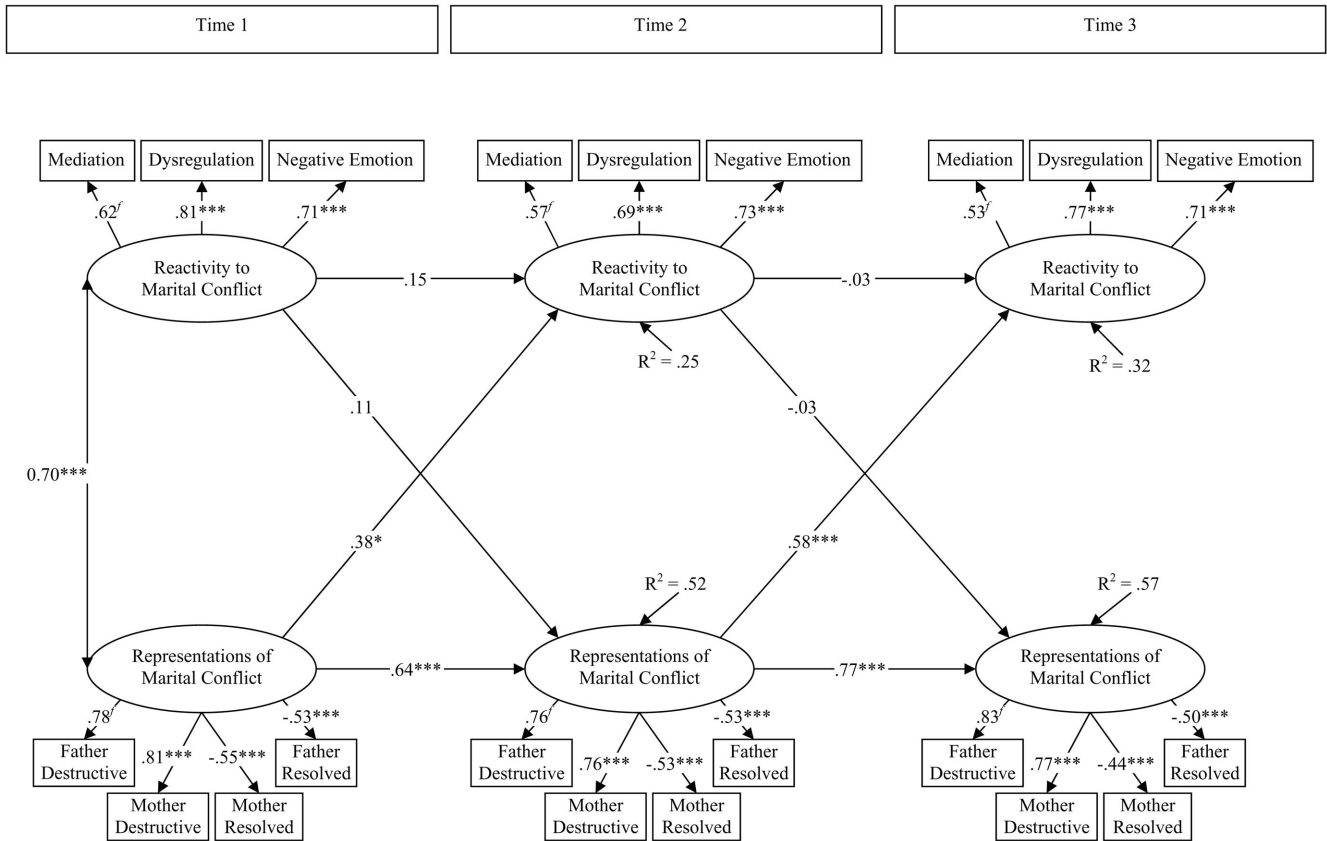 Time 1
Time 2
Time 3
Mediation
Dysregulation
Negative Emotion
Mediation
Dysregulation
Negative Emotion
Mediation
Dysregulation
Negative Emotion
.62f
.81***
.71***
.57f
.69***
.73***
.53f
.77***
.71***
Reactivity to
Marital Conflict
.15
Reactivity to
Marital Conflict
-.03
Reactivity to
Marital Conflict
R2 = .25
R2 = .32
.11
-.03
0.70***
.38*
.58***
R2 = .52
R2 = .57
Representations of
Marital Conflict
.64***
Representations of
Marital Conflict
.77***
Representations of
Marital Conflict
.78f
.81***
-.55***
-.53***
.76f
.76***
-.53***
-.53***
.83f
.77***
-.44***
-.50***
Father
Destructive
Mother
Destructive
Mother
Resolved
Father
Resolved
Father
Destructive
Mother
Destructive
Mother
Resolved
Father
Resolved
Father
Destructive
Mother
Destructive
Mother
Resolved
Father
Resolved